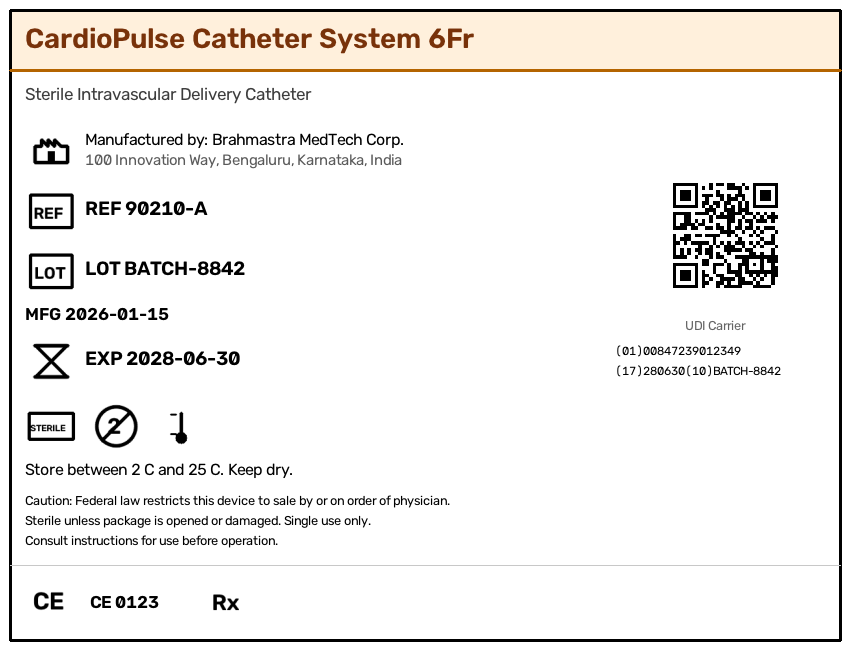 CardioPulse Catheter System 6Fr
Sterile Intravascular Delivery Catheter
Manufactured by: Brahmastra MedTech Corp.
100 Innovation Way, Bengaluru, Karnataka, India
REF REF 90210-A
LOT LOT BATCH-8842
MFG 2026-01-15
EXP 2028-06-30
UDI Carrier
(01)00847239012349
(17)280630(10)BATCH-8842
STERILE 2
Store between 2 C and 25 C. Keep dry.
Caution: Federal law restricts this device to sale by or on order of physician.
Sterile unless package is opened or damaged. Single use only.
Consult instructions for use before operation.
CE CE 0123 Rx